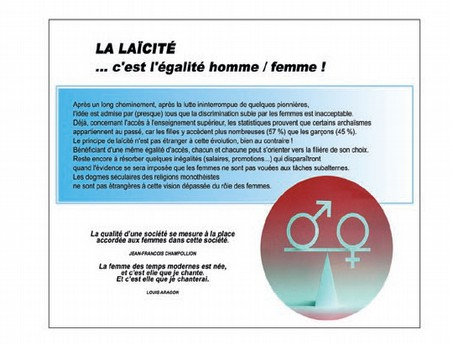 LA LAÏCITÉ
... c'est l'égalité homme / femme !
Après un long cheminement, après la lutte ininterrompue de quelques pionnières,
l'idée est admise par (presque) tous que la discrimination subie par les femmes est inacceptable.
Déjà, concernant l'accès à l'enseignement supérieur, les statistiques prouvent que certains archaïsmes
appartiennent au passé, car les filles y accèdent plus nombreuses (57 %) que les garçons (45 %).
Le principe de laïcité n'est pas étranger à cette évolution, bien au contraire !
Bénéficiant d'une même égalité d'accès, chacun et chacune peut s'orienter vers la filière de son choix.
Reste encore à résorber quelques inégalités (salaires, promotions...) qui disparaîtront
quand l'évidence se sera imposée que les femmes ne sont pas vouées aux tâches subalternes.
Les dogmes seculaires des religions monothéistes
ne sont pas étrangères à cette vision dépassée du rôle des femmes.
La qualité d'une société se mesure à la place
accordée aux femmes dans cette société.
JEAN-FRANCOIS CHAMPOLLION
La femme des temps modernes est née,
et c'est elle que je chante.
Et c'est elle que je chanterai.
LOUIS ARAGON